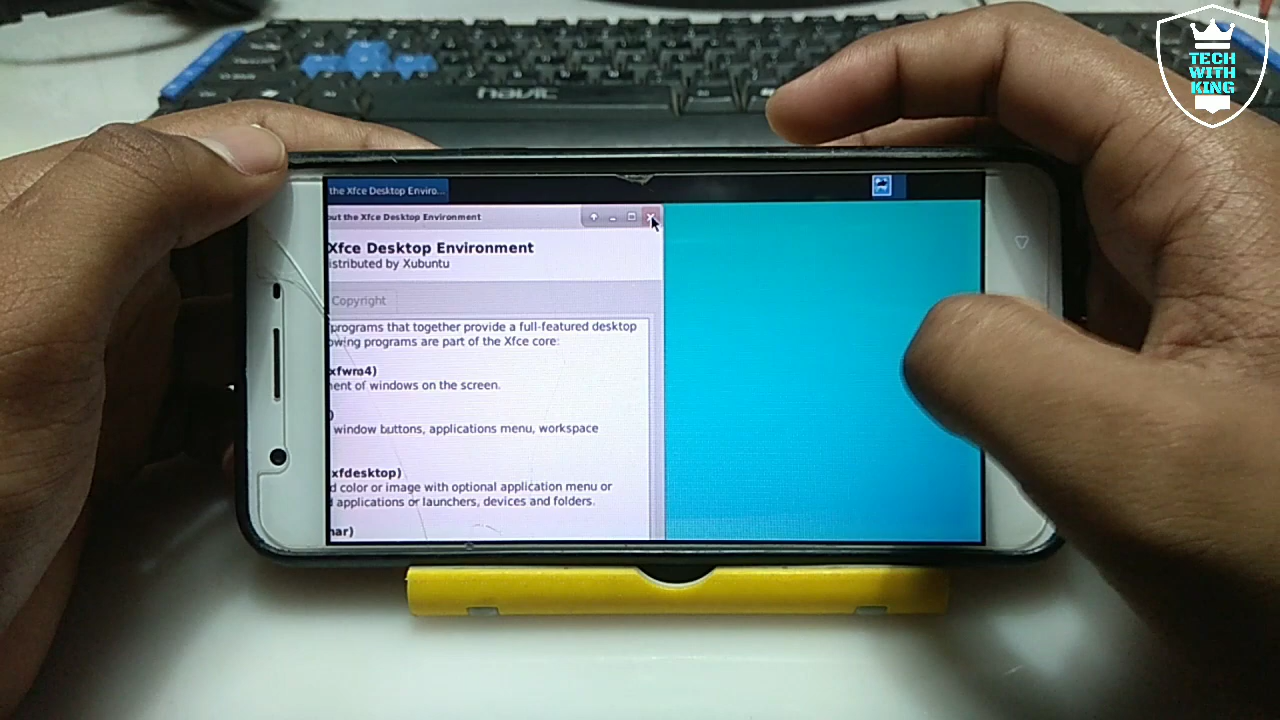 TECH
WITH
KING
havic
the Xfce Desktop Enviro...
out the Xfce Desktop Environment
Xfce Desktop Environment
istributed by Xubuntu
Copyright
programs that together provide a full-featured desktop
owing programs are part of the Xfce core:
xfwm4)
ment of windows on the screen.
)
window buttons, applications menu, workspace
xfdesktop)
d color or image with optional application menu or
d applications or launchers, devices and folders.
nar)